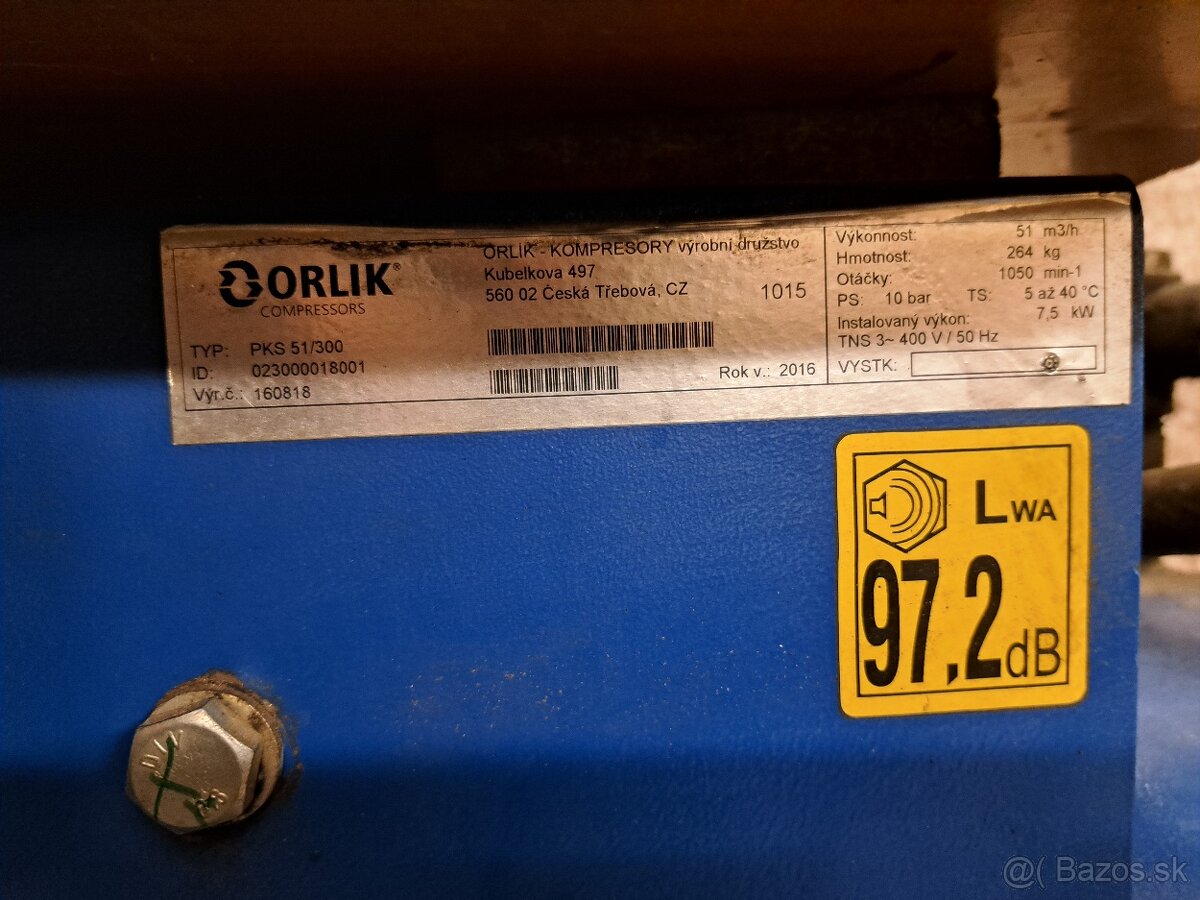 ORLIK®
COMPRESSORS
TYP: PKS 51/300
ID: 023000018001
Výr.č.: 160818
ORLÍK - KOMPRESORY výrobní družstvo
Kubelkova 497
560 02 Česká Třebová, CZ
1015
Rok v.: 2016
Výkonnost: 51 m3/h
Hmotnost: 264 kg
Otáčky: 1050 min-1
PS: 10 bar TS: 5 až 40 °C
Instalovaný výkon: 7,5 kW
TNS 3~ 400 V / 50 Hz
VÝSTK:
LWA
97,2dB
@( Bazos.sk